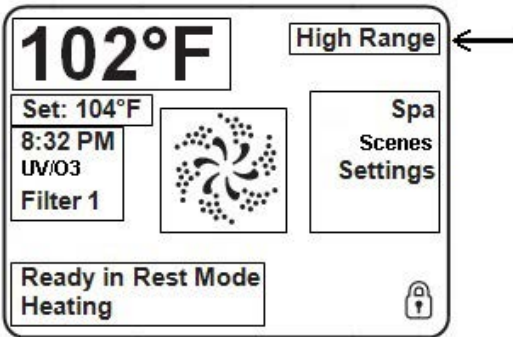 102°F
High Range
Set: 104°F
8:32 PM
UV/O3
Filter 1
Spa
Scenes
Settings
Ready in Rest Mode
Heating